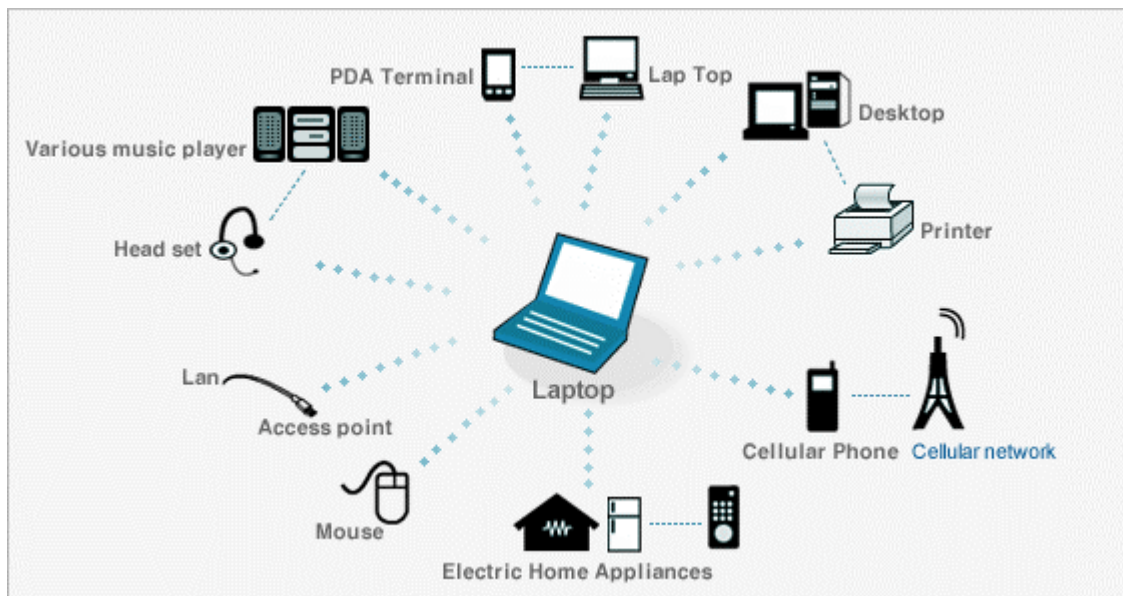 PDA Terminal
Lap Top
Desktop
Various music player
Head set
Printer
Laptop
Lan
Access point
Cellular Phone
Cellular network
Mouse
Electric Home Appliances